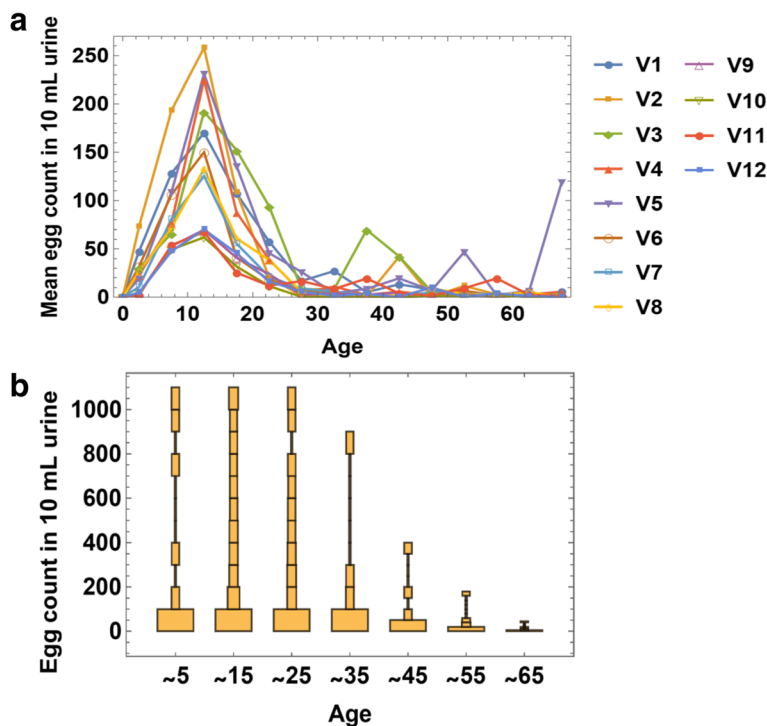 a
Mean egg count in 10 mL urine
250
200
150
100
50
0
0 10 20 30 40 50 60
Age
V1 V9
V2 V10
V3 V11
V4 V12
V5
V6
V7
V8
b
Egg count in 10 mL urine
1000
800
600
400
200
0
~5 ~15 ~25 ~35 ~45 ~55 ~65
Age